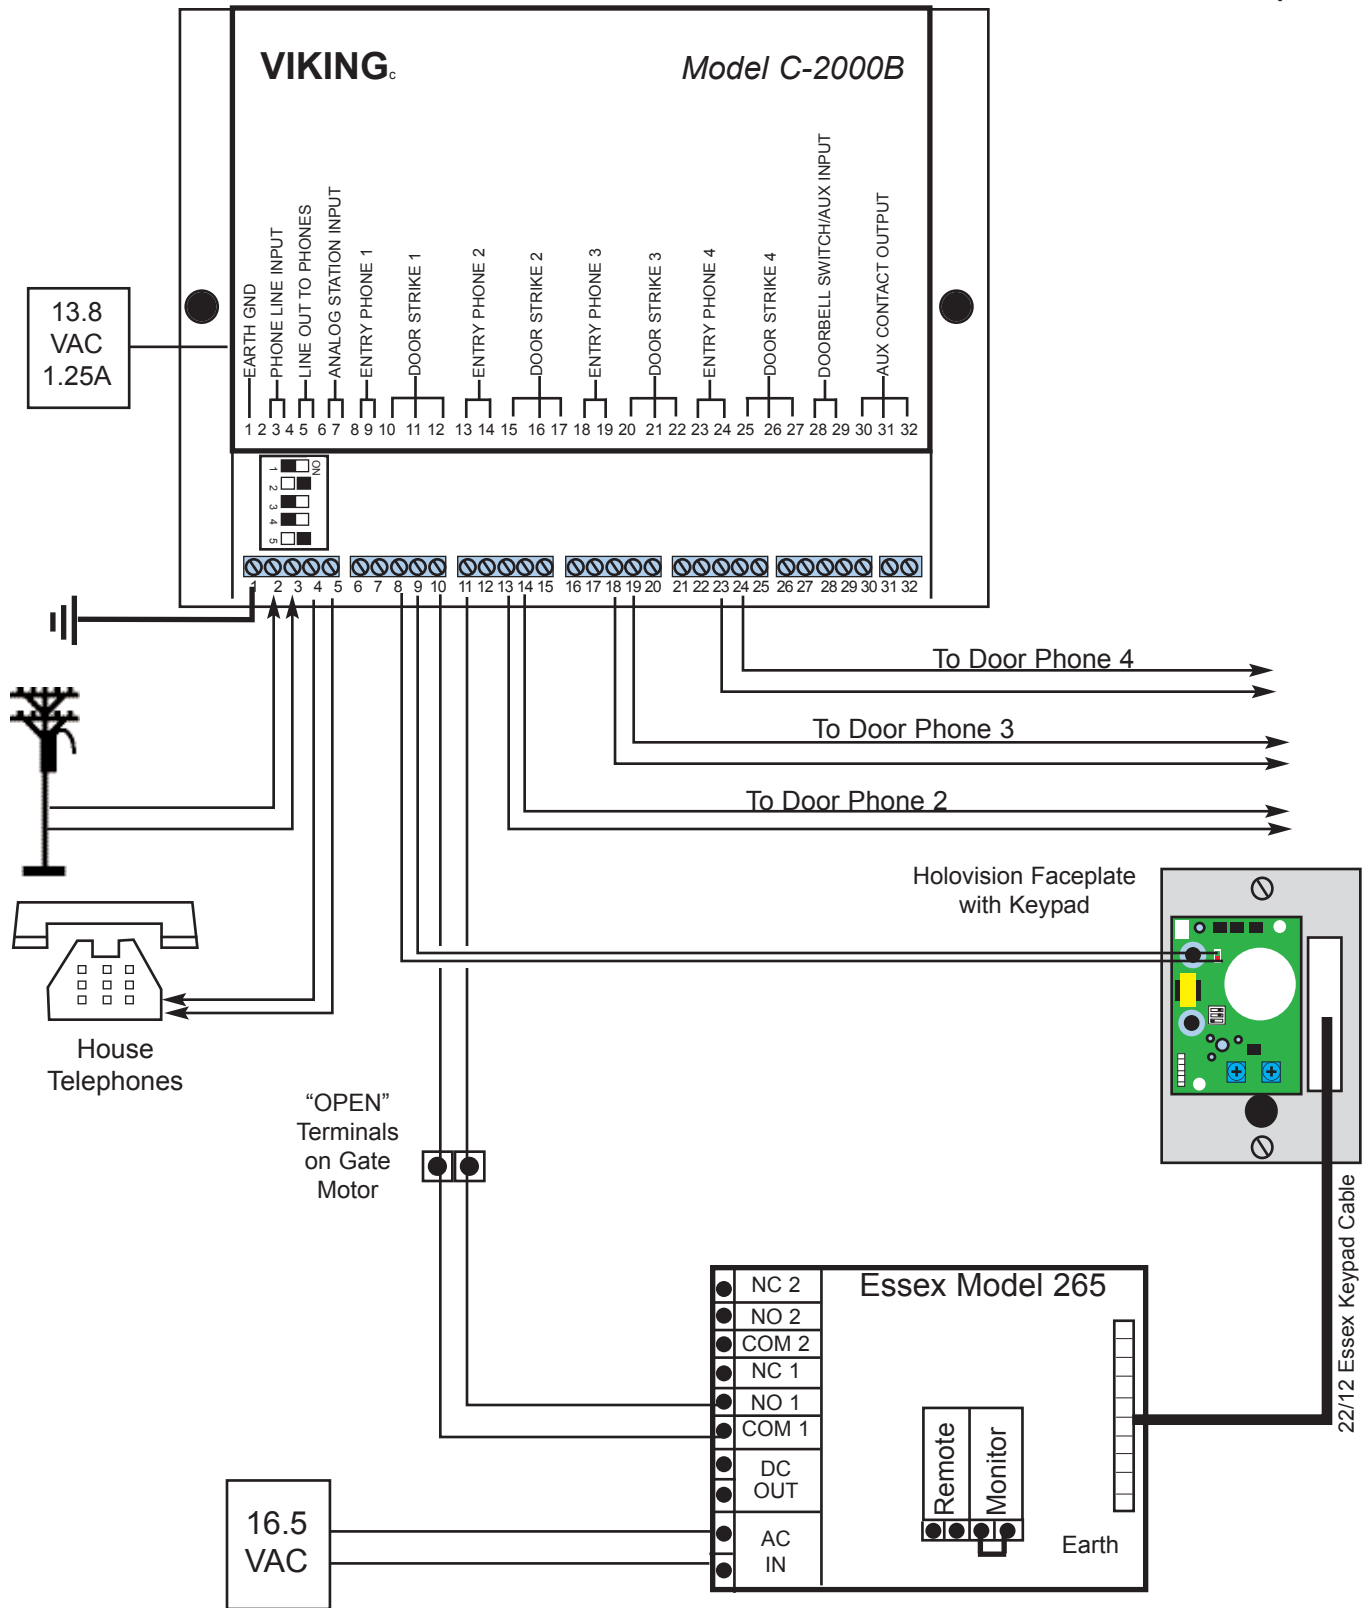 VIKINGc
Model C-2000B
13.8
VAC
1.25A
EARTH GND
PHONE LINE INPUT
LINE OUT TO PHONES
ANALOG STATION INPUT
ENTRY PHONE 1
DOOR STRIKE 1
ENTRY PHONE 2
DOOR STRIKE 2
ENTRY PHONE 3
DOOR STRIKE 3
ENTRY PHONE 4
DOOR STRIKE 4
DOORBELL SWITCH/AUX INPUT
AUX CONTACT OUTPUT
1 2 3 4 5 6 7 8 9 10 11 12 13 14 15 16 17 18 19 20 21 22 23 24 25 26 27 28 29 30 31 32
ON
1
2
3
4
5
1 2 3 4 5 6 7 8 9 10 11 12 13 14 15 16 17 18 19 20 21 22 23 24 25 26 27 28 29 30 31 32
To Door Phone 4
To Door Phone 3
To Door Phone 2
Holovision Faceplate
with Keypad
House
Telephones
“OPEN”
Terminals
on Gate
Motor
22/12 Essex Keypad Cable
Essex Model 265
NC 2
NO 2
COM 2
NC 1
NO 1
COM 1
DC
OUT
AC
IN
Remote
Monitor
Earth
16.5
VAC